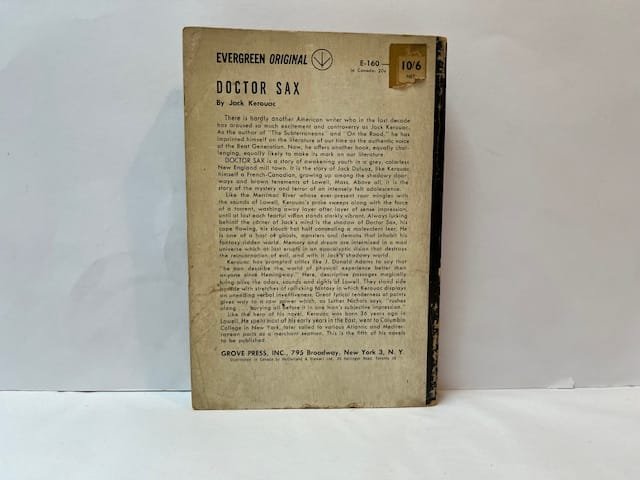 EVERGREEN ORIGINAL
E-160— 10/6
In Canada: 20s NET
DOCTOR SAX
By Jack Kerouac
There is hardly another American writer who in the last decade
has aroused so much excitement and controversy as Jack Kerouac.
As the author of "The Subterraneans" and "On the Road," he has
imprinted himself on the literature of our time as the authentic voice
of the Beat Generation. Now, he offers another book, equally chal-
lenging, equally likely to make its mark on our literature.
DOCTOR SAX is a story of awakening youth in a grey, colorless
New England mill town. It is the story of Jack Duluoz, like Kerouac
himself a French-Canadian, growing up among the shadowy door-
ways and brown tenements of Lowell, Mass. Above all, it is the
story of the mystery and terror of an intensely felt adolescence.
Like the Merrimac River whose ever-present roar mingles with
the sounds of Lowell, Kerouac's prose sweeps along with the force
of a torrent, washing away layer after layer of sense impression,
until at last each fearful villain stands starkly vibrant. Always lurking
behind the corner of Jack's mind is the shadow of Doctor Sax, his
cape flowing, his slouch hat half concealing a malevolent leer. He
is one of a host of ghosts, monsters and demons that inhabit his
fantasy-ridden world. Memory and dream are intermixed in a mad
universe which at last erupts in an apocalyptic vision that destroys
the reincarnation of evil, and with it Jack's shadowy world.
Kerouac has prompted critics like J. Donald Adams to say that
"he can describe the world of physical experience better than
anyone since Hemingway." Here, descriptive passages magically
bring alive the odors, sounds and sights of Lowell. They stand side
by side with stretches of rollicking fantasy in which Kerouac displays
an unending verbal inventiveness. Great lyrical tenderness at points
gives way to a raw power which, as Luther Nichols says, "rushes
along ... burying all before it in one man's subjective impression."
Like the hero of his novel, Kerouac was born 36 years ago in
Lowell. He spent most of his early years in the East, went to Columbia
College in New York, later sailed to various Atlantic and Mediter-
ranean ports as a merchant seaman. This is the fifth of his novels
to be published.
GROVE PRESS, INC., 795 Broadway, New York 3, N. Y.
Distributed in Canada by McClelland & Stewart Ltd., 25 Hollinger Road, Toronto 16